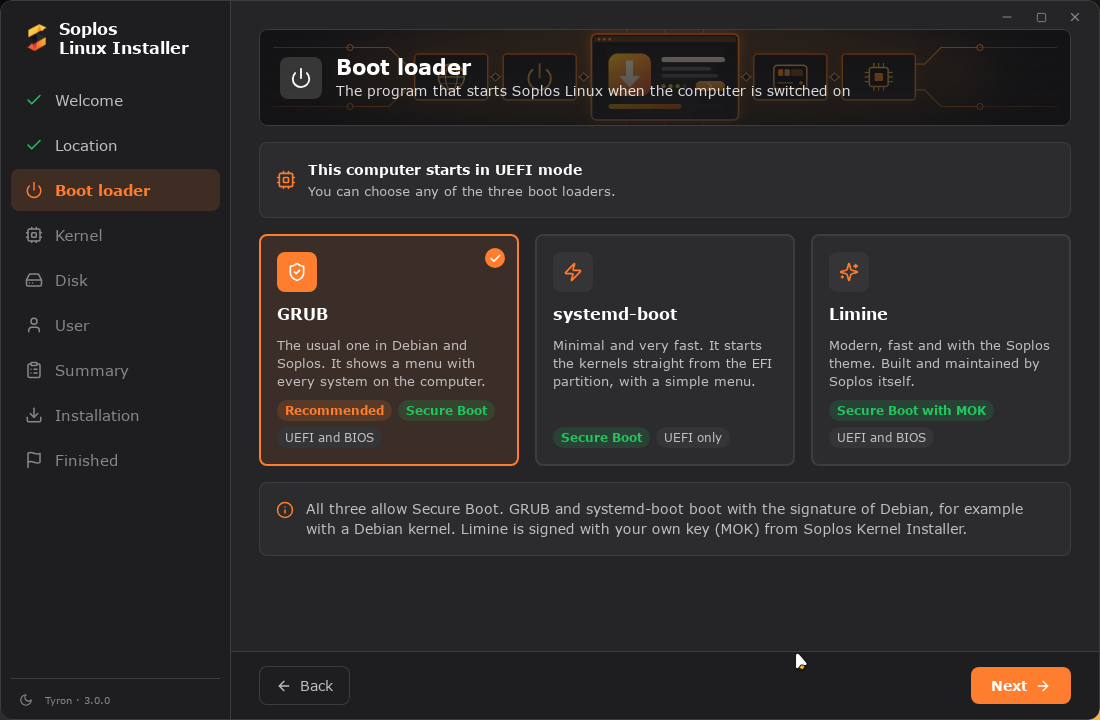 Soplos
Linux Installer
Welcome
Location
Boot loader
Kernel
Disk
User
Summary
Installation
Finished
Tyron · 3.0.0
Boot loader
The program that starts Soplos Linux when the computer is switched on
This computer starts in UEFI mode
You can choose any of the three boot loaders.
GRUB
The usual one in Debian and
Soplos. It shows a menu with
every system on the computer.
Recommended
Secure Boot
UEFI and BIOS
systemd-boot
Minimal and very fast. It starts
the kernels straight from the EFI
partition, with a simple menu.
Secure Boot
UEFI only
Limine
Modern, fast and with the Soplos
theme. Built and maintained by
Soplos itself.
Secure Boot with MOK
UEFI and BIOS
All three allow Secure Boot. GRUB and systemd-boot boot with the signature of Debian, for example
with a Debian kernel. Limine is signed with your own key (MOK) from Soplos Kernel Installer.
Back
Next